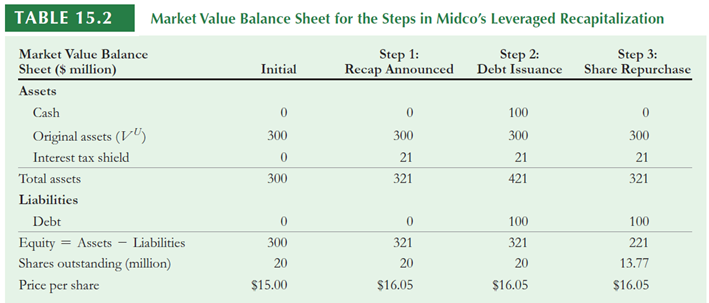 TABLE 15.2 Market Value Balance Sheet for the Steps in Midco's Leveraged Recapitalization
Market Value Balance Sheet ($ million) Initial Step 1: Recap Announced Step 2: Debt Issuance Step 3: Share Repurchase
Assets
Cash 0 0 100 0
Original assets (V^U) 300 300 300 300
Interest tax shield 0 21 21 21
Total assets 300 321 421 321
Liabilities
Debt 0 0 100 100
Equity = Assets − Liabilities 300 321 321 221
Shares outstanding (million) 20 20 20 13.77
Price per share $15.00 $16.05 $16.05 $16.05